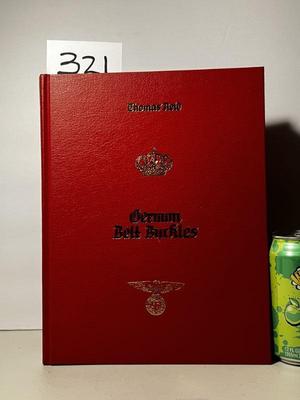 321
Thomas Reid
German
Belt Buckles